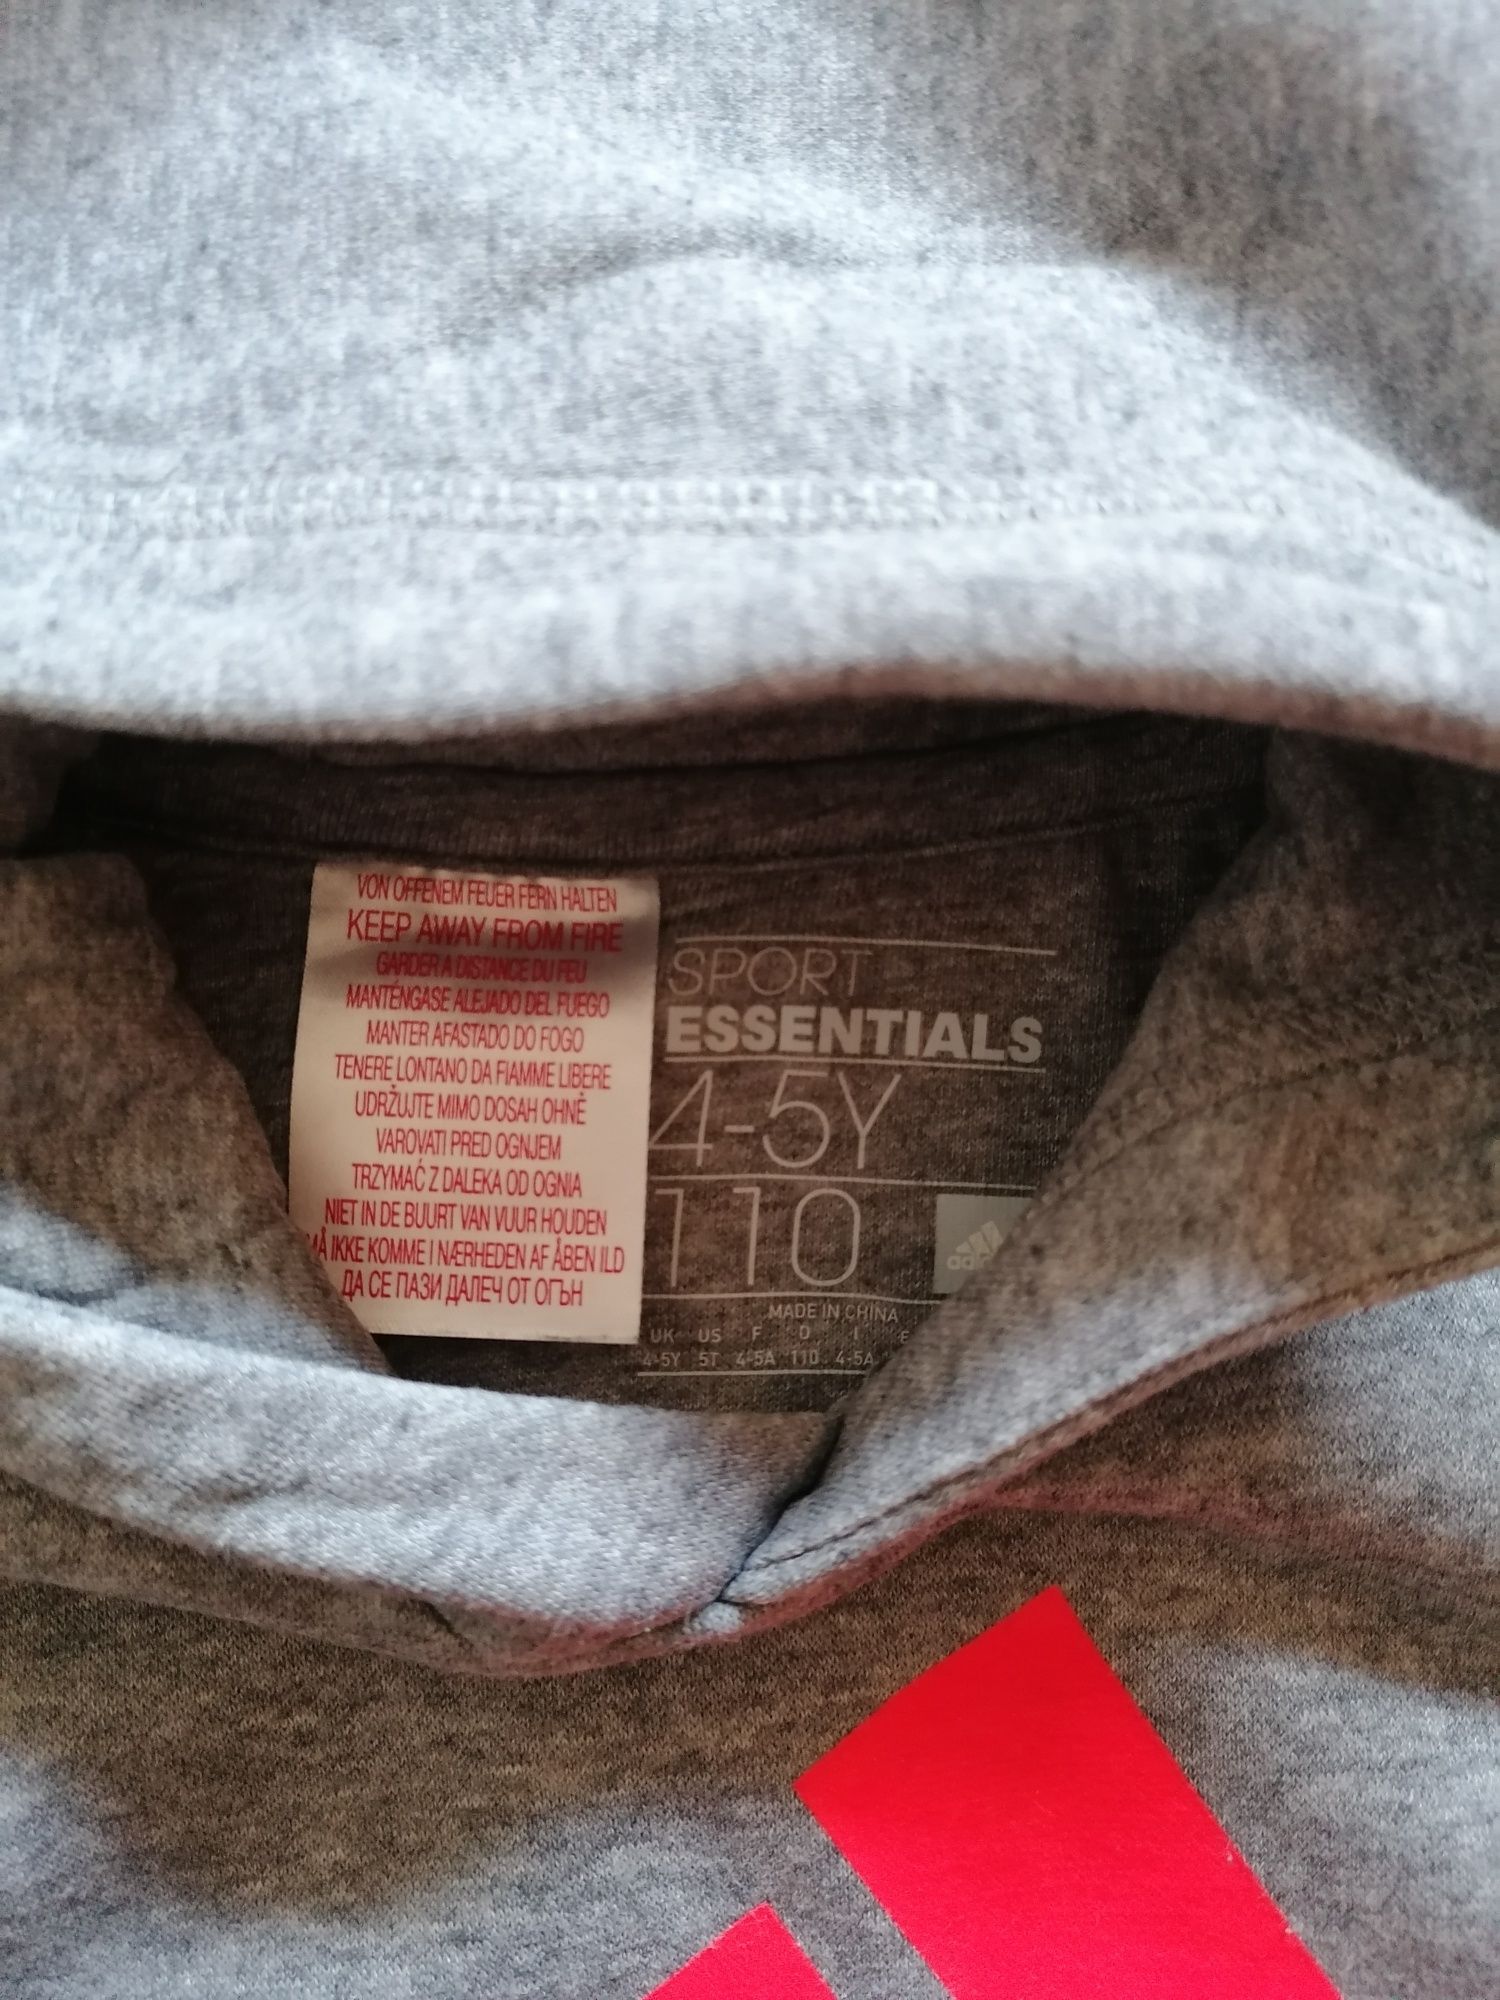 VON OFFENEM FEUER FERN HALTEN
KEEP AWAY FROM FIRE
GARDER A DISTANCE DU FEU
MANTÉNGASE ALEJADO DEL FUEGO
MANTER AFASTADO DO FOGO
TENERE LONTANO DA FIAMME LIBERE
UDRŽUJTE MIMO DOSAH OHNĚ
VAROVATI PRED OGNJEM
TRZYMAĆ Z DALEKA OD OGNIA
NIET IN DE BUURT VAN VUUR HOUDEN
MÅ IKKE KOMME I NÆRHEDEN AF ÅBEN ILD
ДА СЕ ПАЗИ ДАЛЕЧ ОТ ОГЪН
SPORT
ESSENTIALS
4-5Y
110
adidas
MADE IN CHINA
UK US F D I
4-5Y 5T 4-5A 110 4-5A